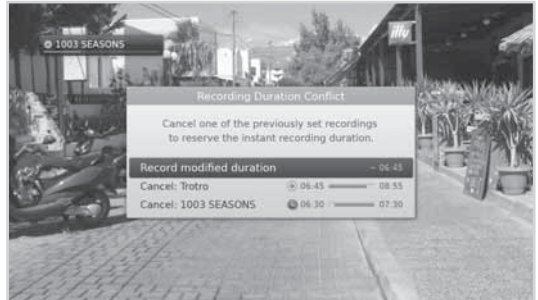 1003 SEASONS
illy
Recording Duration Conflict
Cancel one of the previously set recordings
to reserve the instant recording duration.
Record modified duration ~ 06:45
Cancel: Trotro 06:45 08:55
Cancel: 1003 SEASONS 06:30 07:30